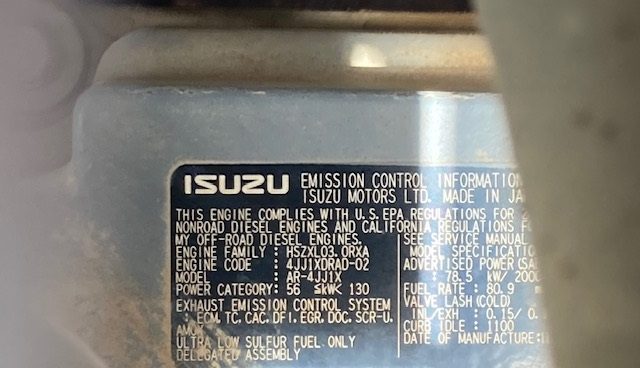 ISUZU EMISSION CONTROL INFORMATION
ISUZU MOTORS LTD. MADE IN
THIS ENGINE COMPLIES WITH U.S.EPA REGULATIONS FOR
NONROAD DIESEL ENGINES AND CALIFORNIA REGULATIONS
MY OFF-ROAD DIESEL ENGINES.
ENGINE FAMILY : HSZXL03.0RXA
ENGINE CODE : 4JJ1XDRAD-02
MODEL : AR-4JJ1X
POWER CATEGORY: 56 ≤kW< 130
EXHAUST EMISSION CONTROL SYSTEM
: ECM, TC, CAC, DFI, EGR, DOC, SCR-U,
AMOX
ULTRA LOW SULFUR FUEL ONLY
DELEGATED ASSEMBLY
SEE SERVICE MANUAL
MODEL SPECIFICATION
ADVERTISED POWER
: 78.5 kW/
FUEL RATE : 80.9
VALVE LASH (COLD)
IN/EXH : 0.15/
CURB IDLE : 1100
DATE OF MANUFACTURE: